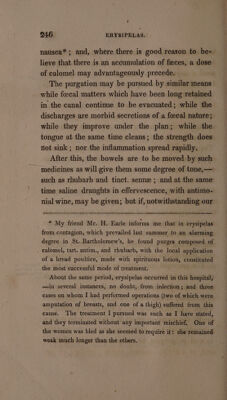 246 ERYSIPELAS.
nausea*; and, where there is good reason to be-
lieve that there is an accumulation of fæces, a dose
of calomel may advantageously precede.
The purgation may be pursued by similar means
while fœcal matters which have been long retained
in the canal continue to be evacuated; while the
discharges are morbid secretions of a fœcal nature;
while they improve under the plan; while the
tongue at the same time cleans; the strength does
not sink; nor the inflammation spread rapidly.
After this, the bowels are to be moved by such
medicines as will give them some degree of tone,—
such as rhubarb and tinct. sennæ; and at the same
time saline draughts in effervescence, with antimo-
nial wine, may be given; but if, notwithstanding our
* My friend Mr. H. Earle informs me that in erysipelas
from contagion, which prevailed last summer to an alarming
degree in St. Bartholomew's, he found purges composed of
calomel, tart. antim., and rhubarb, with the local application
of a bread poultice, made with spirituous lotion, constituted
the most successful mode of treatment.
About the same period, erysipelas occurred in this hospital,
—in several instances, no doubt, from infection; and three
cases on whom I had performed operations (two of which were
amputation of breasts, and one of a thigh) suffered from this
cause. The treatment I pursued was such as I have stated,
and they terminated without any important mischief. One of
the women was bled as she seemed to require it: she remained
weak much longer than the others.